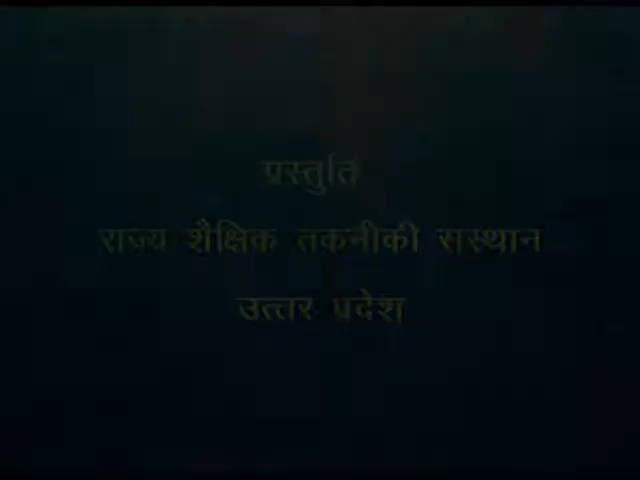 प्रस्तुति
राज्य शैक्षिक तकनीकी संस्थान
उत्तर प्रदेश